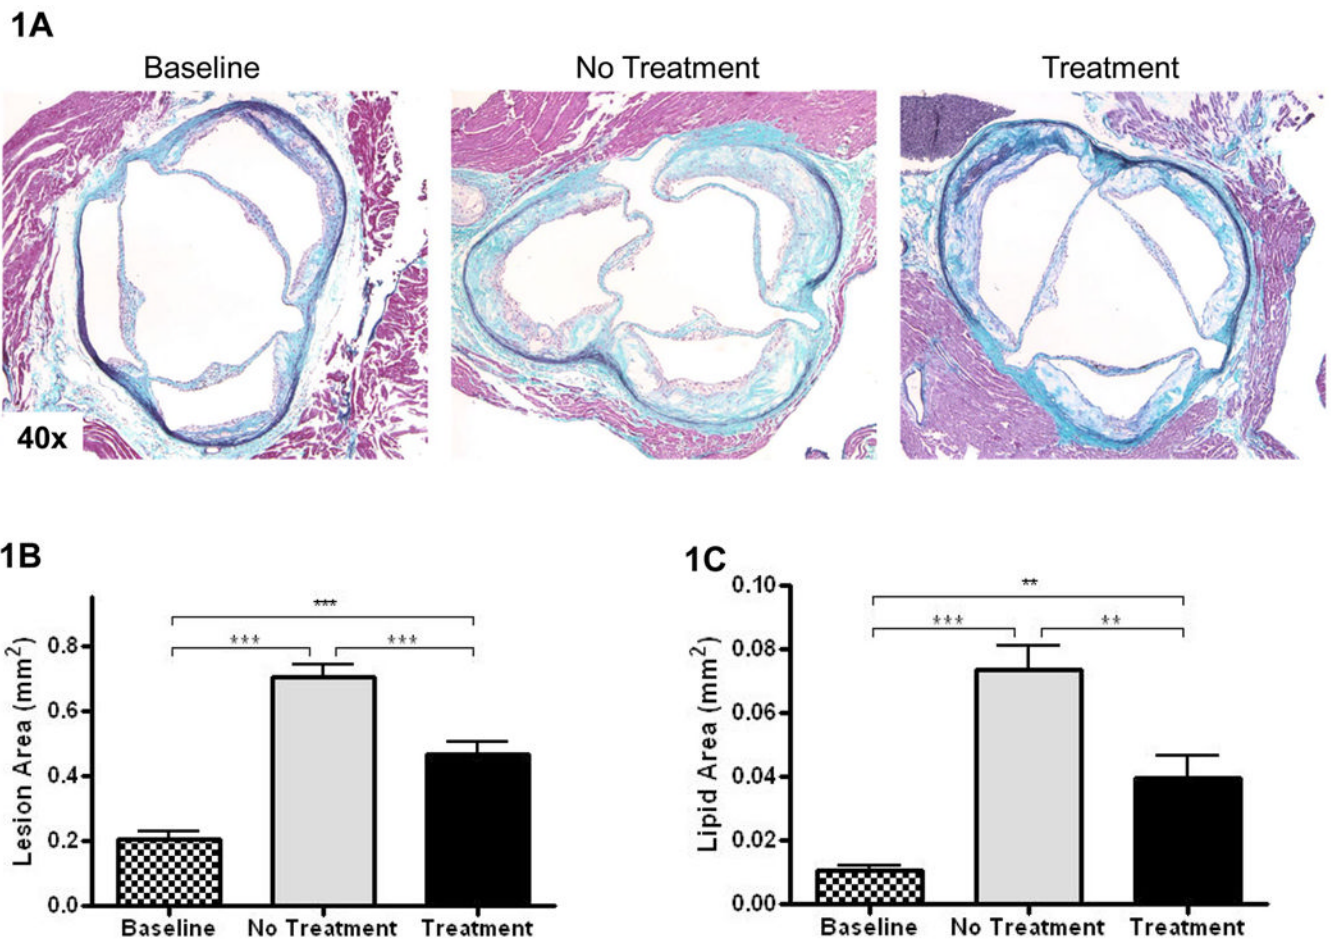 1A
Baseline
No Treatment
Treatment
40x
1B
Lesion Area (mm²)
0.8
0.6
0.4
0.2
0.0
***
***
***
Baseline
No Treatment
Treatment
1C
Lipid Area (mm²)
0.10
0.08
0.06
0.04
0.02
0.00
**
***
**
Baseline
No Treatment
Treatment